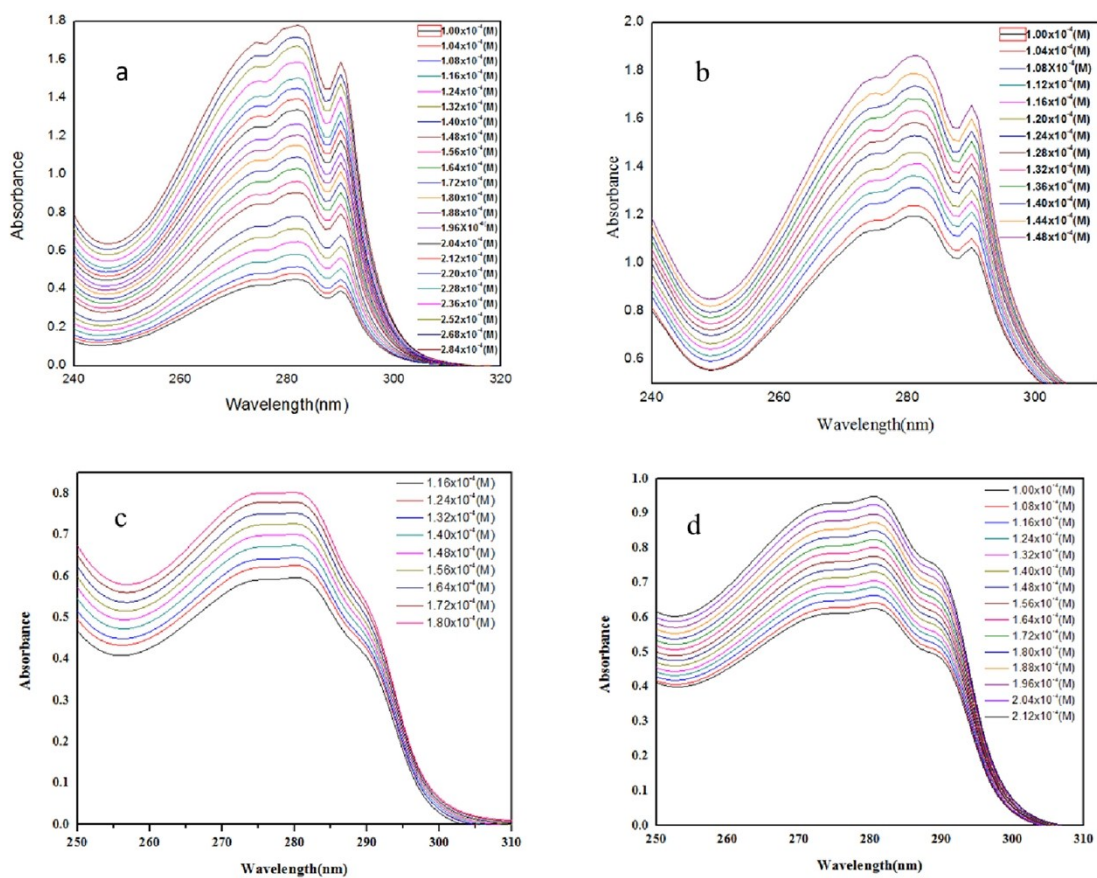 a
1.8
1.6
1.4
1.2
1.0
0.8
0.6
0.4
0.2
0.0
Absorbance
240
260
280
300
320
Wavelength(nm)
1.00x10⁻⁴(M)
1.04x10⁻⁴(M)
1.08x10⁻⁴(M)
1.16x10⁻⁴(M)
1.24x10⁻⁴(M)
1.32x10⁻⁴(M)
1.40x10⁻⁴(M)
1.48x10⁻⁴(M)
1.56x10⁻⁴(M)
1.64x10⁻⁴(M)
1.72x10⁻⁴(M)
1.80x10⁻⁴(M)
1.88x10⁻⁴(M)
1.96X10⁻⁴(M)
2.04x10⁻⁴(M)
2.12x10⁻⁴(M)
2.20x10⁻⁴(M)
2.28x10⁻⁴(M)
2.36x10⁻⁴(M)
2.52x10⁻⁴(M)
2.68x10⁻⁴(M)
2.84x10⁻⁴(M)
b
2.0
1.8
1.6
1.4
1.2
1.0
0.8
0.6
Absorbance
240
260
280
300
Wavelength(nm)
1.00x10⁻⁴(M)
1.04x10⁻⁴(M)
1.08X10⁻⁴(M)
1.12x10⁻⁴(M)
1.16x10⁻⁴(M)
1.20x10⁻⁴(M)
1.24x10⁻⁴(M)
1.28x10⁻⁴(M)
1.32x10⁻⁴(M)
1.36x10⁻⁴(M)
1.40x10⁻⁴(M)
1.44x10⁻⁴(M)
1.48x10⁻⁴(M)
c
0.8
0.7
0.6
0.5
0.4
0.3
0.2
0.1
0.0
Absorbance
250
260
270
280
290
300
310
Wavelength(nm)
1.16x10⁻⁴(M)
1.24x10⁻⁴(M)
1.32x10⁻⁴(M)
1.40x10⁻⁴(M)
1.48x10⁻⁴(M)
1.56x10⁻⁴(M)
1.64x10⁻⁴(M)
1.72x10⁻⁴(M)
1.80x10⁻⁴(M)
d
1.0
0.9
0.8
0.7
0.6
0.5
0.4
0.3
0.2
0.1
0.0
Absorbance
250
260
270
280
290
300
310
Wavelength(nm)
1.00x10⁻⁴(M)
1.08x10⁻⁴(M)
1.16x10⁻⁴(M)
1.24x10⁻⁴(M)
1.32x10⁻⁴(M)
1.40x10⁻⁴(M)
1.48x10⁻⁴(M)
1.56x10⁻⁴(M)
1.64x10⁻⁴(M)
1.72x10⁻⁴(M)
1.80x10⁻⁴(M)
1.88x10⁻⁴(M)
1.96x10⁻⁴(M)
2.04x10⁻⁴(M)
2.12x10⁻⁴(M)